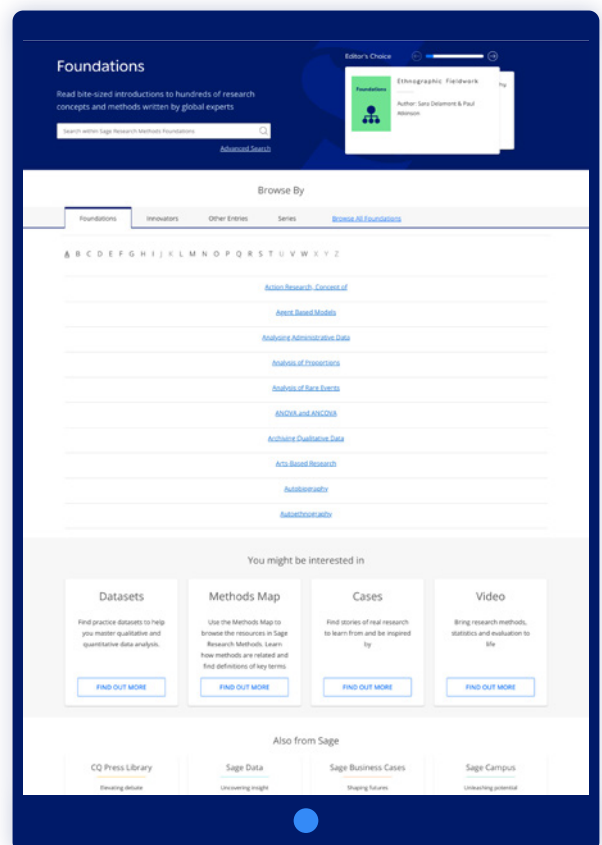 Foundations
Read bite-sized introductions to hundreds of research
concepts and methods written by global experts
Search within Sage Research Methods Foundations
Advanced Search
Editor's Choice
Foundations
Ethnographic Fieldwork
Author: Sara Delamont & Paul
Atkinson
Browse By
Foundations Innovators Other Entries Series Browse All Foundations
A B C D E F G H I J K L M N O P Q R S T U V W X Y Z
Action Research, Concept of
Agent Based Models
Analysing Administrative Data
Analysis of Proportions
Analysis of Rare Events
ANOVA and ANCOVA
Archiving Qualitative Data
Arts-Based Research
Autobiography
Autoethnography
You might be interested in
Datasets
Find practice datasets to help
you master qualitative and
quantitative data analysis.
FIND OUT MORE
Methods Map
Use the Methods Map to
browse the resources in Sage
Research Methods. Learn
how methods are related and
find definitions of key terms
FIND OUT MORE
Cases
Find stories of real research
to learn from and be inspired
by
FIND OUT MORE
Video
Bring research methods,
statistics and evaluation to
life
FIND OUT MORE
Also from Sage
CQ Press Library
Elevating debate
Sage Data
Uncovering insight
Sage Business Cases
Shaping futures
Sage Campus
Unleashing potential